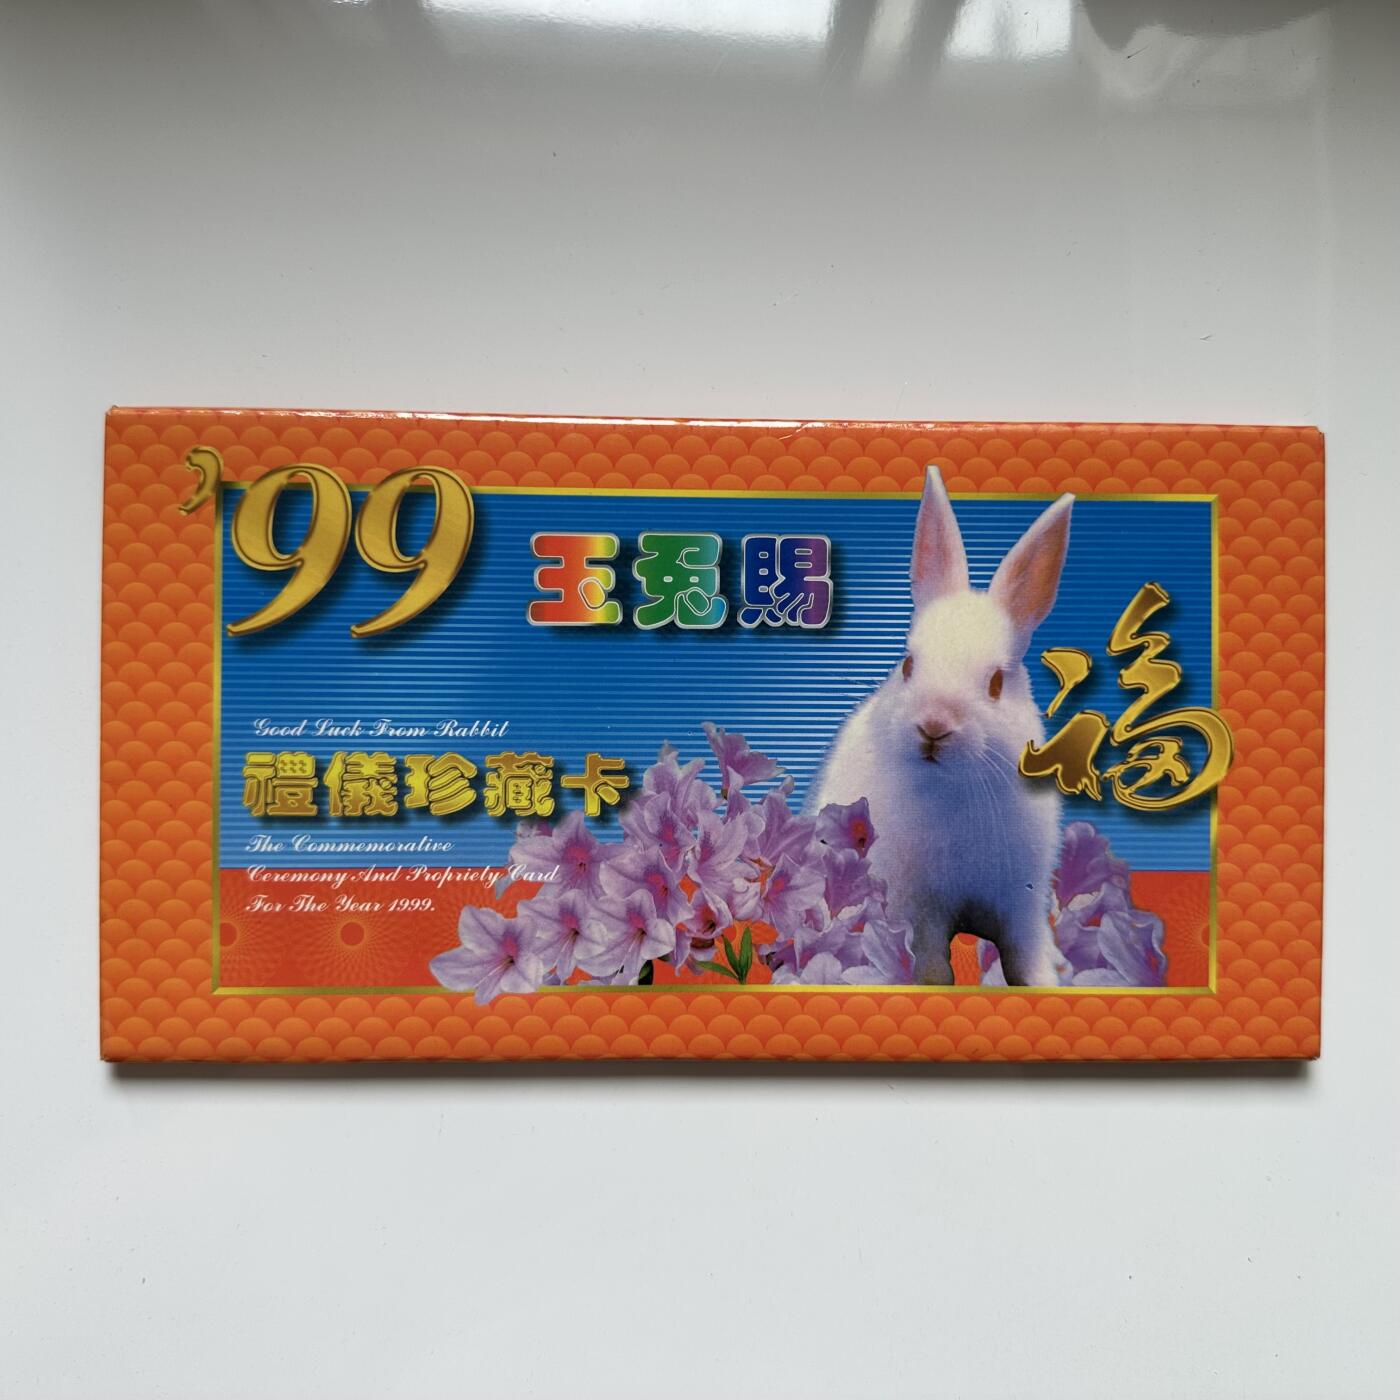 '99
玉兔賜
福
Good Luck From Rabbit
禮儀珍藏卡
The Commemorative
Ceremony And Propriety Card
For The Year 1999.